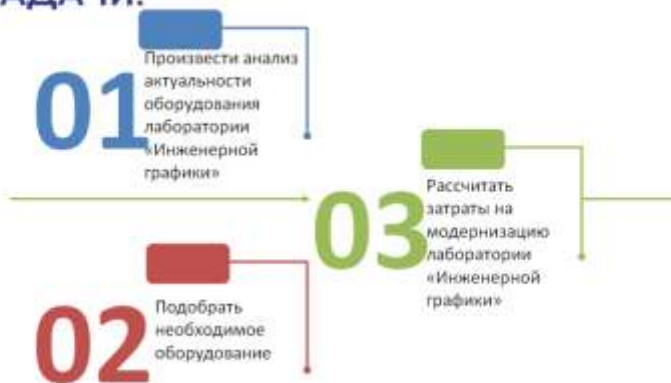 01
Произвести анализ
актуальности
оборудования
лаборатории
«Инженерной
графики»
02
Подобрать
необходимое
оборудование
03
Рассчитать
затраты на
модернизацию
лаборатории
«Инженерной
графики»